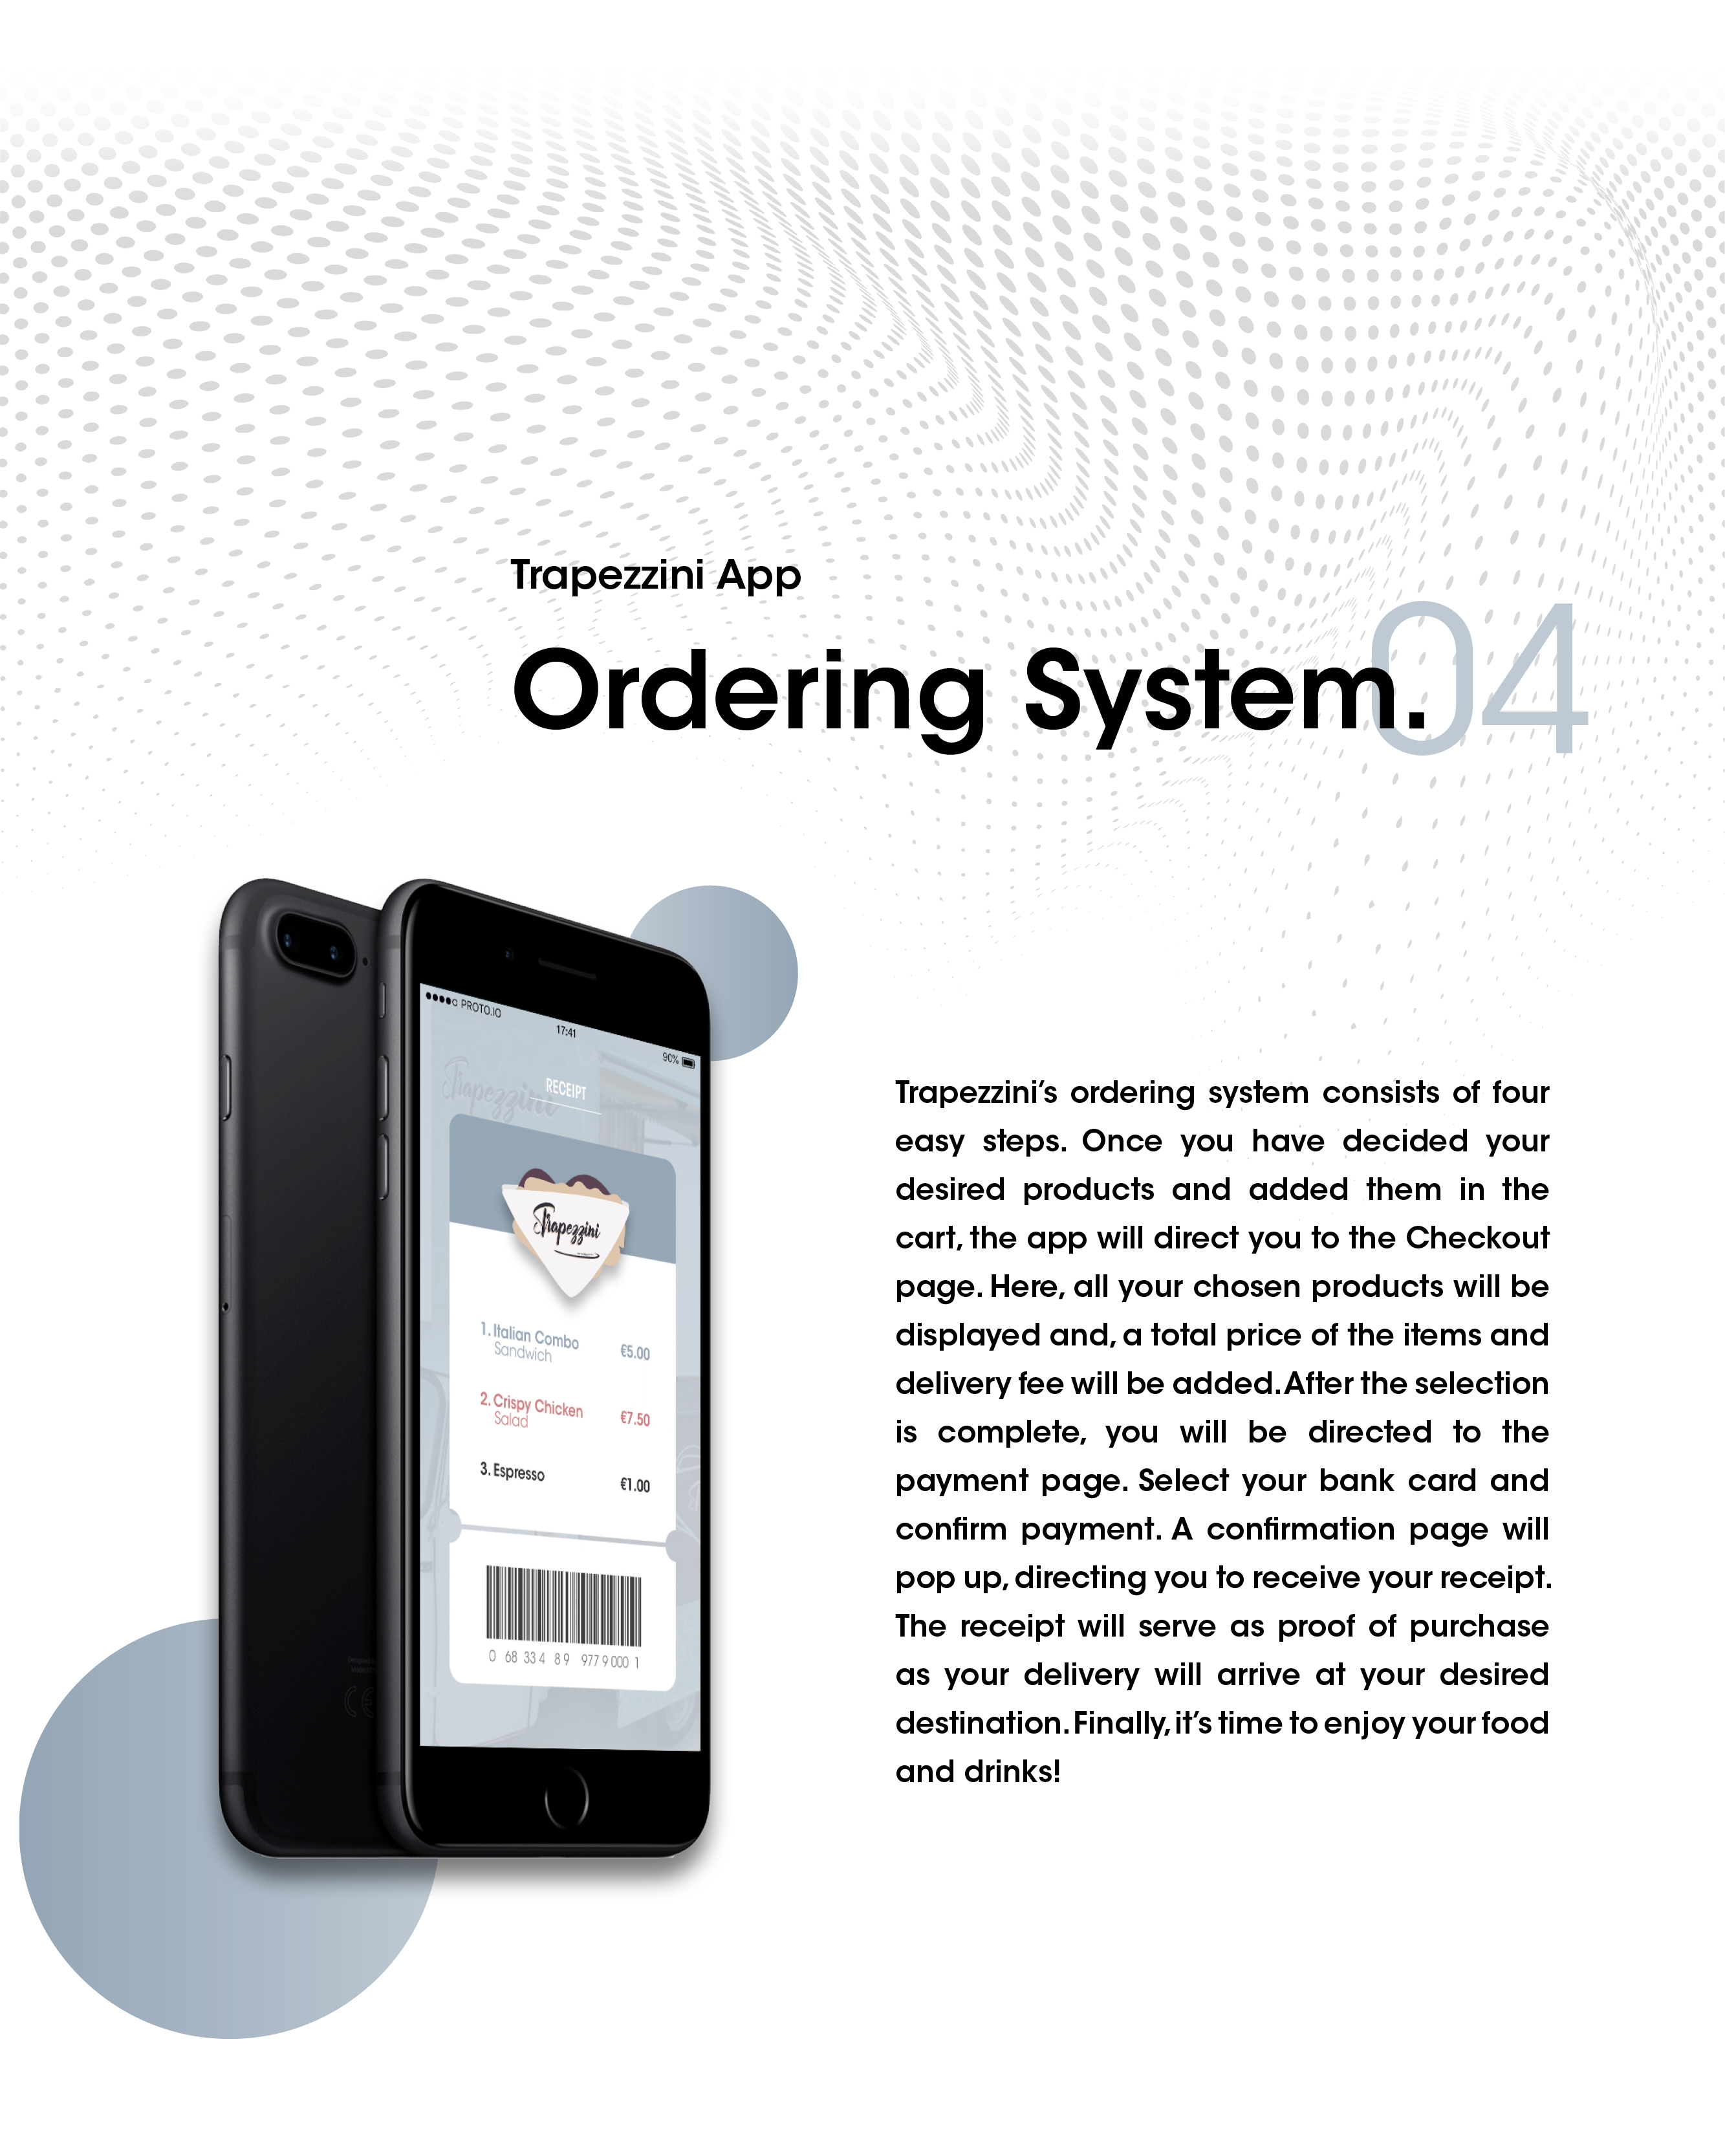 Trapezzini App
Ordering System.
04
PROTO.IO
17:41
90%
Trapezzini
RECEIPT
Trapezzini
1. Italian Combo €5.00
Sandwich
2. Crispy Chicken €7.50
Salad
3. Espresso €1.00
0 68 33 4 8 9 977 9 000 1
Trapezzini’s ordering system consists of four
easy steps. Once you have decided your
desired products and added them in the
cart, the app will direct you to the Checkout
page. Here, all your chosen products will be
displayed and, a total price of the items and
delivery fee will be added. After the selection
is complete, you will be directed to the
payment page. Select your bank card and
confirm payment. A confirmation page will
pop up, directing you to receive your receipt.
The receipt will serve as proof of purchase
as your delivery will arrive at your desired
destination. Finally, it’s time to enjoy your food
and drinks!